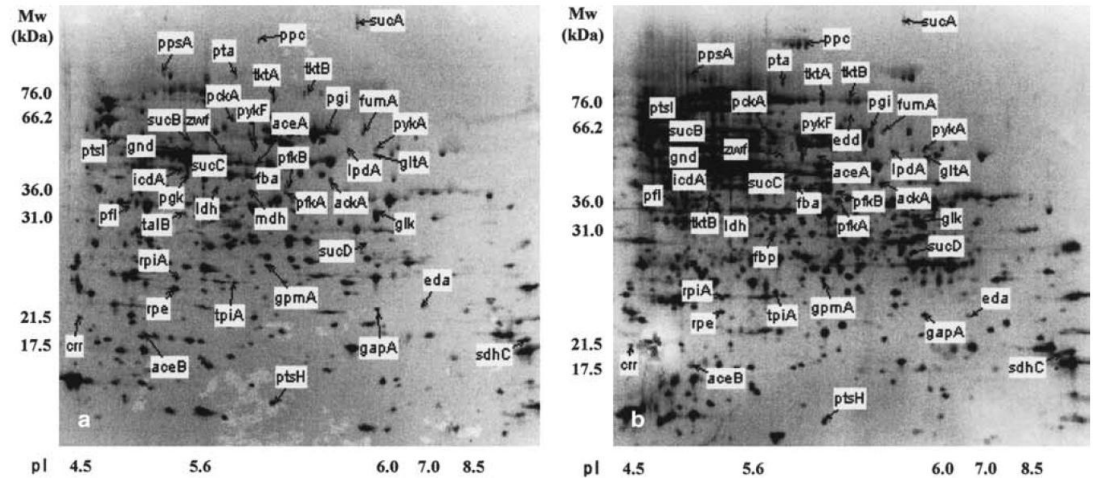 Mw
(kDa)
sucA
ppc
ppsA
pta
tktA
tktB
76.0
pckA
pgi
fumA
66.2
sucB
zwf
pykF
aceA
pykA
ptsI
gnd
sucC
pfkB
lpdA
gltA
icdA
fba
36.0
pgk
ldh
mdh
pfkA
ackA
31.0
pfl
talB
glk
sucD
rpiA
rpe
tpiA
gpmA
eda
21.5
crr
gapA
17.5
sdhC
aceB
ptsH
a
pI
4.5
5.6
6.0
7.0
8.5
Mw
(kDa)
sucA
ppc
ppsA
pta
tktA
tktB
76.0
ptsI
pckA
pgi
fumA
66.2
sucB
pykF
edd
pykA
gnd
zwf
lpdA
gltA
icdA
sucC
aceA
36.0
pfl
fba
pfkB
ackA
tktB
ldh
pfkA
glk
31.0
fbp
sucD
rpiA
rpe
tpiA
gpmA
eda
gapA
21.5
crr
17.5
aceB
sdhC
ptsH
b
pI
4.5
5.6
6.0
7.0
8.5